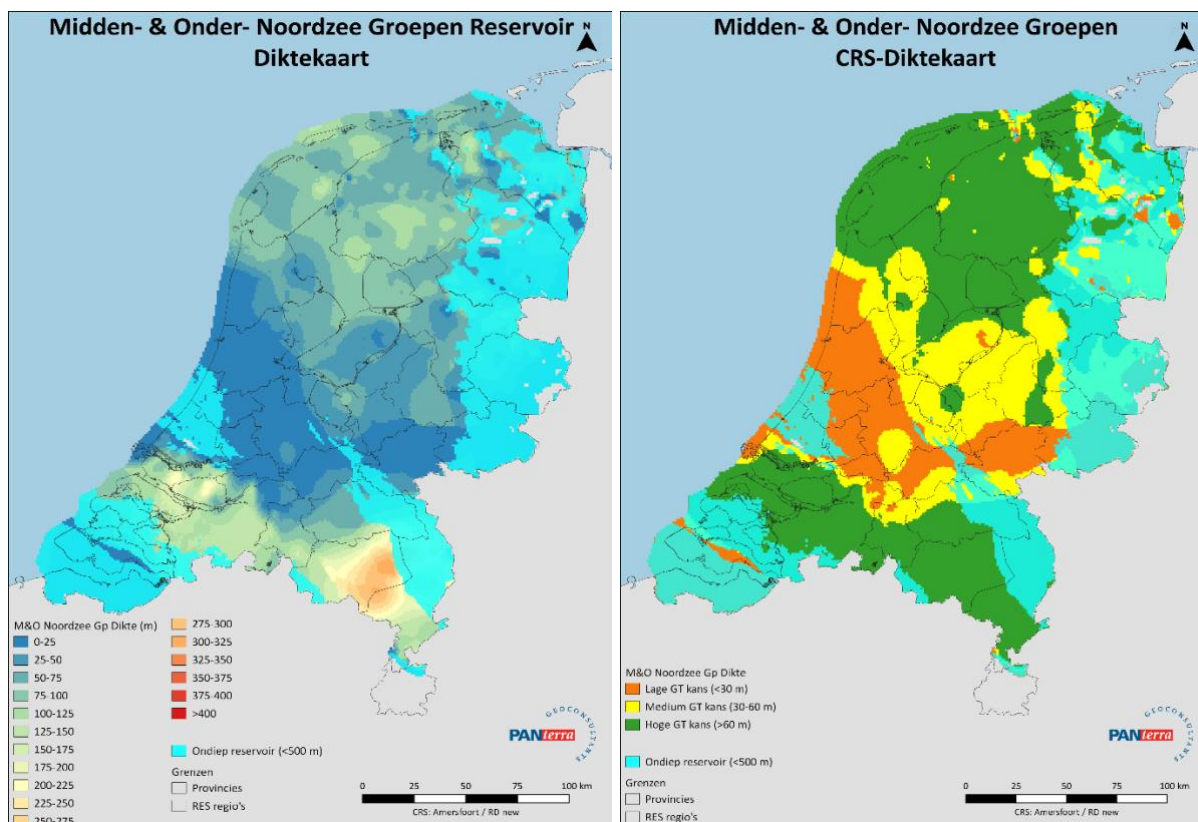 Midden- & Onder- Noordzee Groepen Reservoir
Diktekaart
N
M&O Noordzee Gp Dikte (m)
0-25
25-50
50-75
75-100
100-125
125-150
150-175
175-200
200-225
225-250
250-275
275-300
300-325
325-350
350-375
375-400
>400
Ondiep reservoir (<500 m)
Grenzen
Provincies
RES regio's
PANterra
GEOCONSULTANTS
0 25 50 75 100 km
CRS: Amersfoort / RD new
Midden- & Onder- Noordzee Groepen
CRS-Diktekaart
N
M&O Noordzee Gp Dikte
Lage GT kans (<30 m)
Medium GT kans (30-60 m)
Hoge GT kans (>60 m)
Ondiep reservoir (<500 m)
Grenzen
Provincies
RES regio's
PANterra
GEOCONSULTANTS
0 25 50 75 100 km
CRS: Amersfoort / RD new